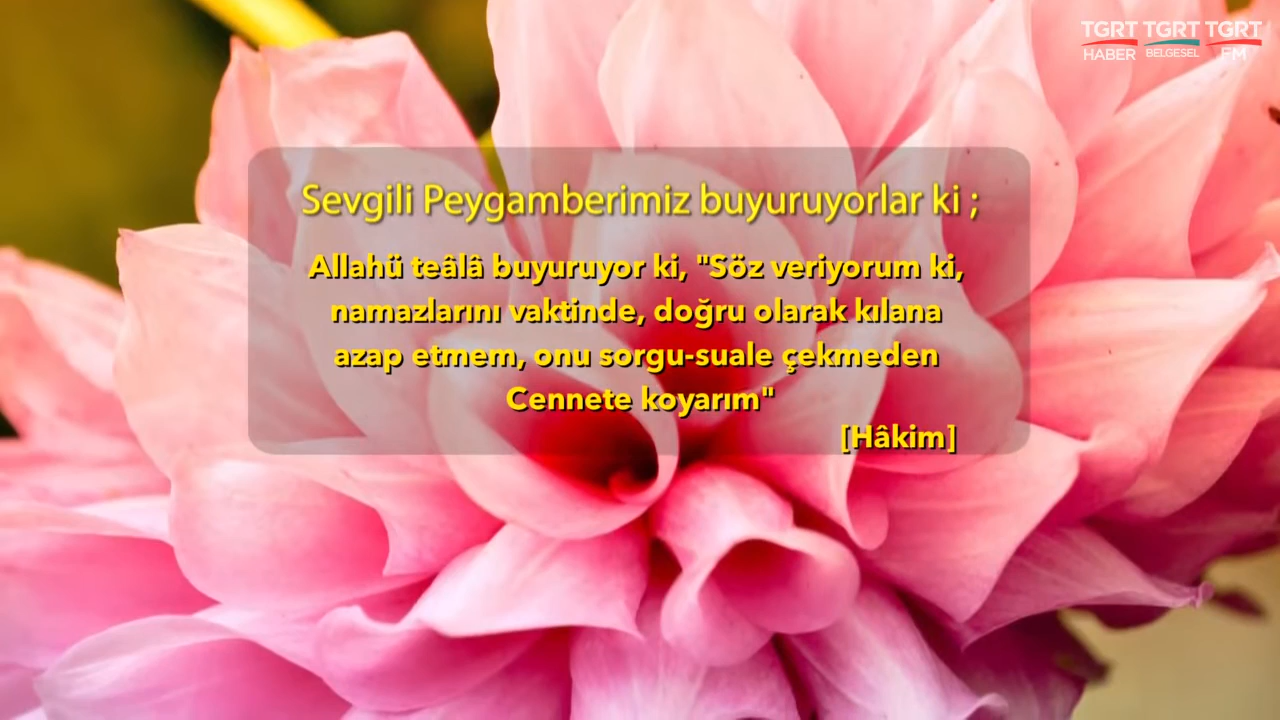 TGRT TGRT TGRT
HABER BELGESEL FM
Sevgili Peygamberimiz buyuruyorlar ki ;
Allahü teâlâ buyuruyor ki, "Söz veriyorum ki,
namazlarını vaktinde, doğru olarak kılana
azap etmem, onu sorgu-suale çekmeden
Cennete koyarım"
[Hâkim]